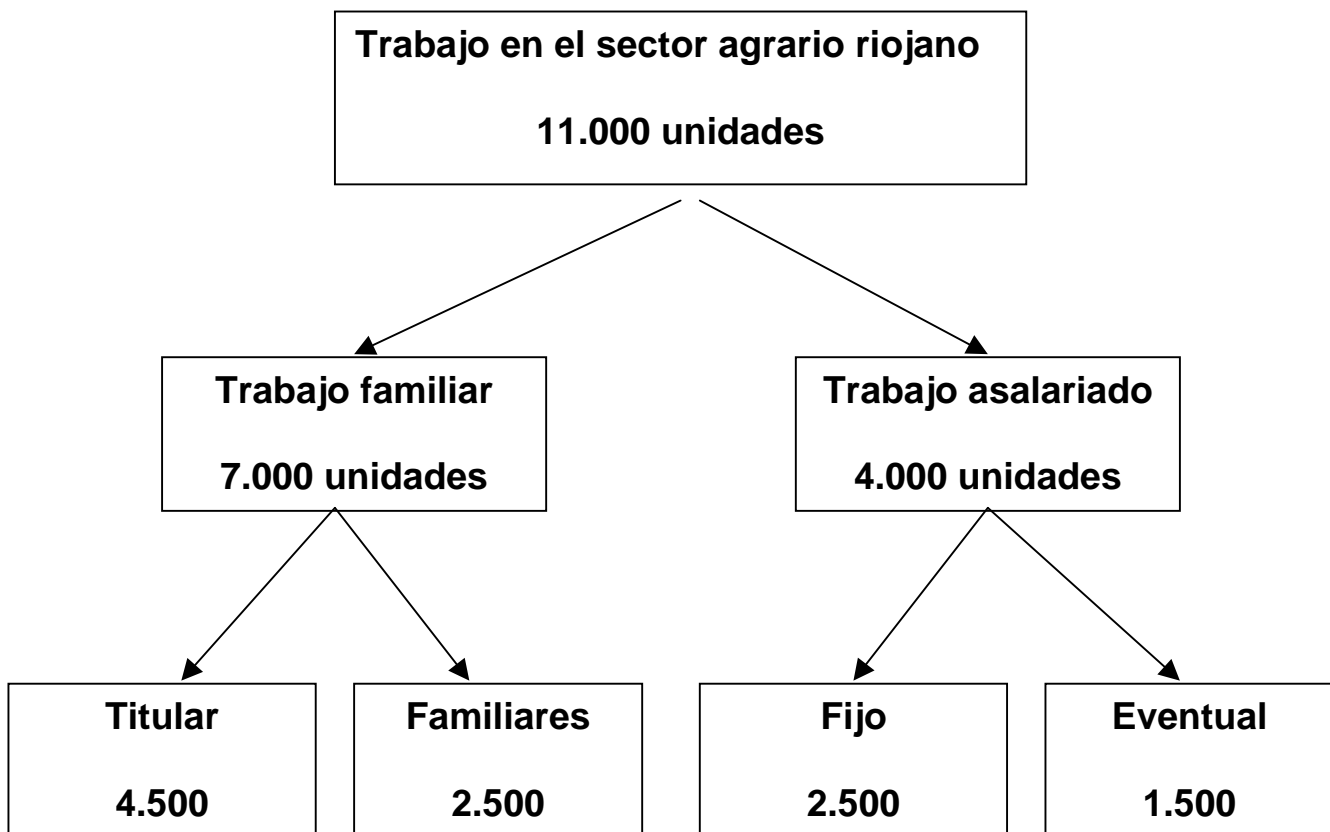 Trabajo en el sector agrario riojano
11.000 unidades
Trabajo familiar
7.000 unidades
Trabajo asalariado
4.000 unidades
Titular
4.500
Familiares
2.500
Fijo
2.500
Eventual
1.500